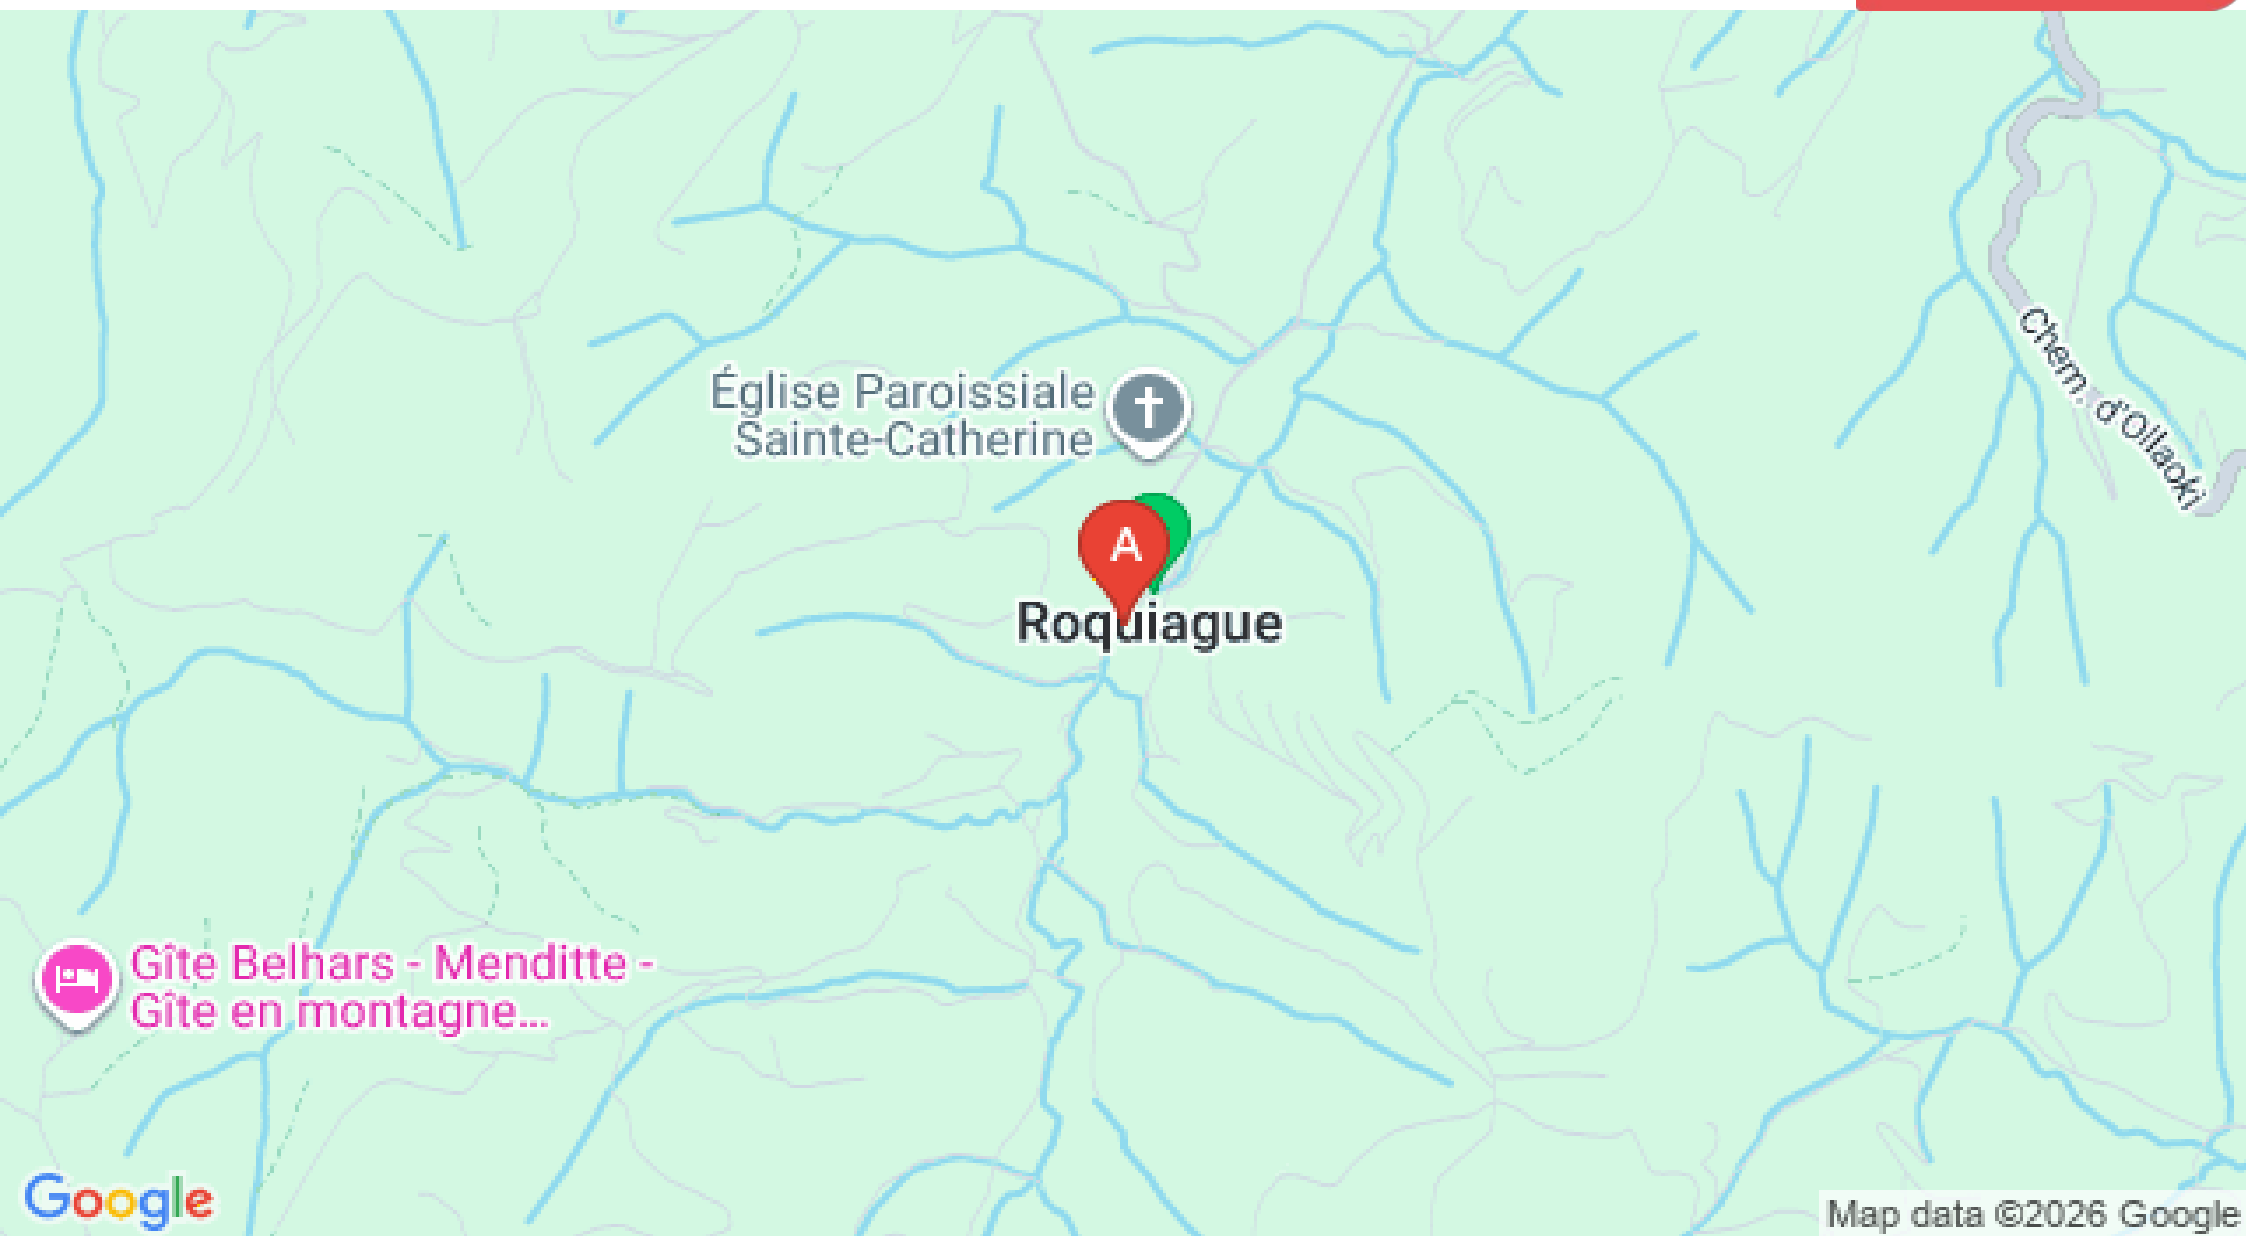 Chem. d'Ollaoki
Église Paroissiale
Sainte-Catherine
A
Roquiague
Gîte Belhars - Menditte -
Gîte en montagne...
Google
Map data ©2026 Google